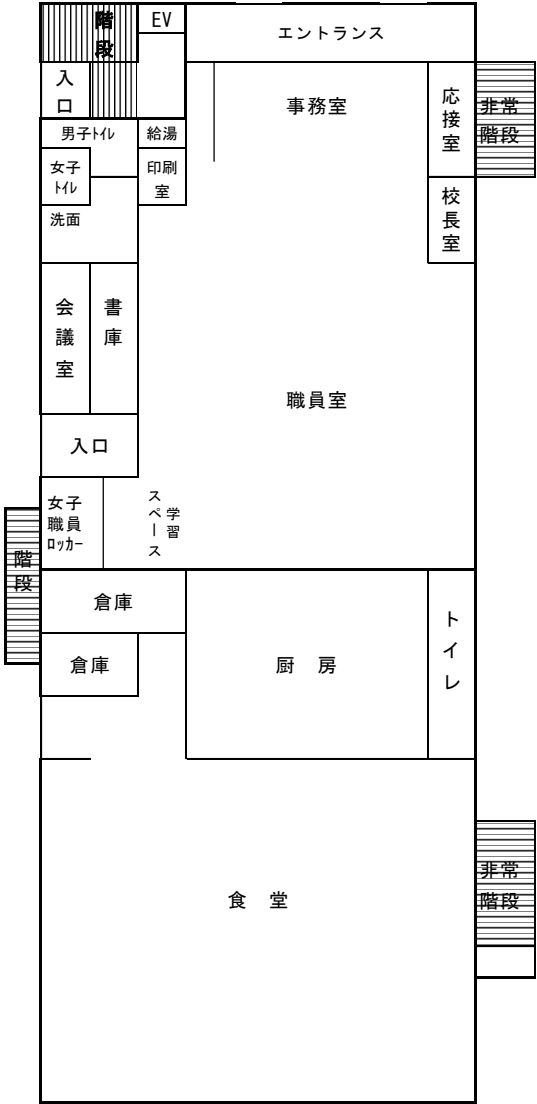 階段
EV
エントランス
入口
事務室
応接室
非常
階段
男子ﾄｲﾚ
給湯
女子
ﾄｲﾚ
印刷
室
校長室
洗面
会議室
書庫
職員室
入口
女子
職員
ﾛｯｶｰ
学習
スペース
階段
倉庫
倉庫
厨　房
トイレ
食　堂
非常
階段